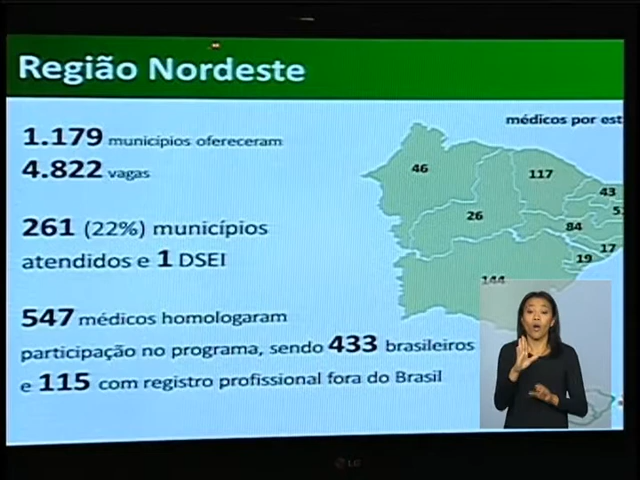 Região Nordeste
médicos por est
1.179 municípios ofereceram
4.822 vagas
261 (22%) municípios
atendidos e 1 DSEI
547 médicos homologaram
participação no programa, sendo 433 brasileiros
e 115 com registro profissional fora do Brasil
46
117
43
26
84
17
19
144
LG